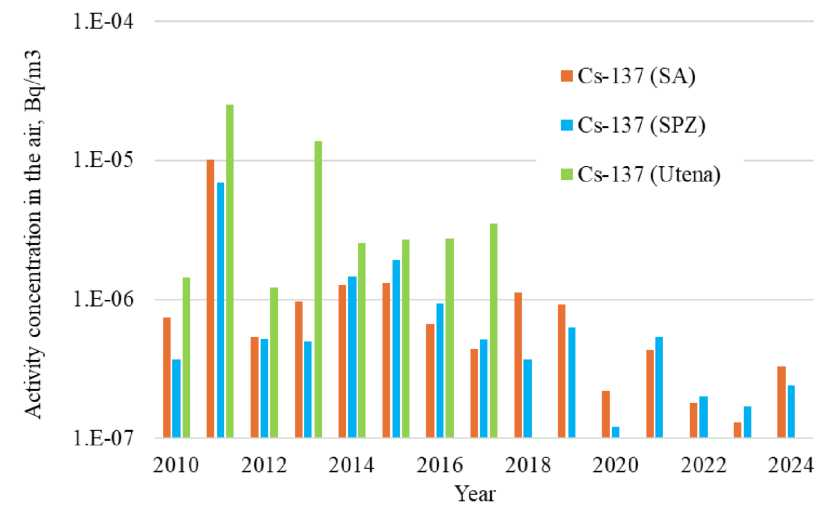 Activity concentration in the air, Bq/m3
1.E-04
1.E-05
1.E-06
1.E-07
Cs-137 (SA)
Cs-137 (SPZ)
Cs-137 (Utena)
2010 2012 2014 2016 2018 2020 2022 2024
Year